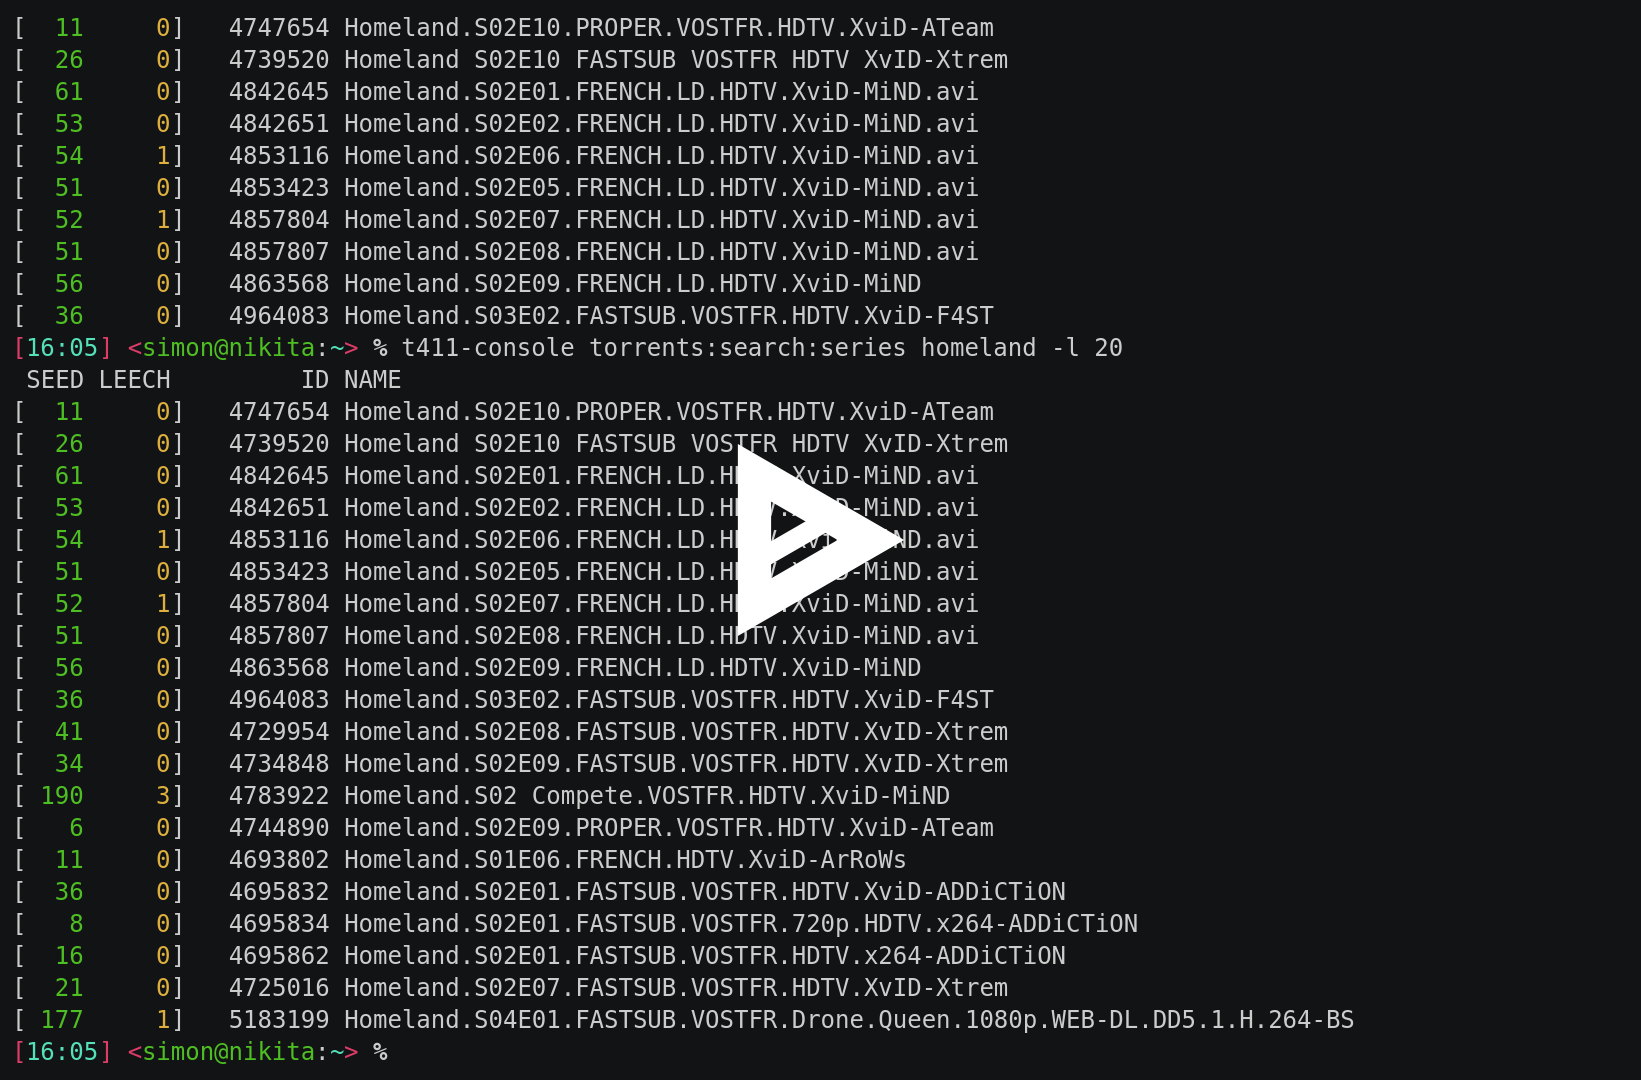 [  11     0]   4747654 Homeland.S02E10.PROPER.VOSTFR.HDTV.XviD-ATeam
[  26     0]   4739520 Homeland S02E10 FASTSUB VOSTFR HDTV XvID-Xtrem
[  61     0]   4842645 Homeland.S02E01.FRENCH.LD.HDTV.XviD-MiND.avi
[  53     0]   4842651 Homeland.S02E02.FRENCH.LD.HDTV.XviD-MiND.avi
[  54     1]   4853116 Homeland.S02E06.FRENCH.LD.HDTV.XviD-MiND.avi
[  51     0]   4853423 Homeland.S02E05.FRENCH.LD.HDTV.XviD-MiND.avi
[  52     1]   4857804 Homeland.S02E07.FRENCH.LD.HDTV.XviD-MiND.avi
[  51     0]   4857807 Homeland.S02E08.FRENCH.LD.HDTV.XviD-MiND.avi
[  56     0]   4863568 Homeland.S02E09.FRENCH.LD.HDTV.XviD-MiND
[  36     0]   4964083 Homeland.S03E02.FASTSUB.VOSTFR.HDTV.XviD-F4ST
[16:05] <simon@nikita:~> % t411-console torrents:search:series homeland -l 20
 SEED LEECH         ID NAME
[  11     0]   4747654 Homeland.S02E10.PROPER.VOSTFR.HDTV.XviD-ATeam
[  26     0]   4739520 Homeland S02E10 FASTSUB VOSTFR HDTV XvID-Xtrem
[  61     0]   4842645 Homeland.S02E01.FRENCH.LD.HDTV.XviD-MiND.avi
[  53     0]   4842651 Homeland.S02E02.FRENCH.LD.HDTV.XviD-MiND.avi
[  54     1]   4853116 Homeland.S02E06.FRENCH.LD.HDTV.XviD-MiND.avi
[  51     0]   4853423 Homeland.S02E05.FRENCH.LD.HDTV.XviD-MiND.avi
[  52     1]   4857804 Homeland.S02E07.FRENCH.LD.HDTV.XviD-MiND.avi
[  51     0]   4857807 Homeland.S02E08.FRENCH.LD.HDTV.XviD-MiND.avi
[  56     0]   4863568 Homeland.S02E09.FRENCH.LD.HDTV.XviD-MiND
[  36     0]   4964083 Homeland.S03E02.FASTSUB.VOSTFR.HDTV.XviD-F4ST
[  41     0]   4729954 Homeland.S02E08.FASTSUB.VOSTFR.HDTV.XvID-Xtrem
[  34     0]   4734848 Homeland.S02E09.FASTSUB.VOSTFR.HDTV.XvID-Xtrem
[ 190     3]   4783922 Homeland.S02 Compete.VOSTFR.HDTV.XviD-MiND
[   6     0]   4744890 Homeland.S02E09.PROPER.VOSTFR.HDTV.XviD-ATeam
[  11     0]   4693802 Homeland.S01E06.FRENCH.HDTV.XviD-ArRoWs
[  36     0]   4695832 Homeland.S02E01.FASTSUB.VOSTFR.HDTV.XviD-ADDiCTiON
[   8     0]   4695834 Homeland.S02E01.FASTSUB.VOSTFR.720p.HDTV.x264-ADDiCTiON
[  16     0]   4695862 Homeland.S02E01.FASTSUB.VOSTFR.HDTV.x264-ADDiCTiON
[  21     0]   4725016 Homeland.S02E07.FASTSUB.VOSTFR.HDTV.XvID-Xtrem
[ 177     1]   5183199 Homeland.S04E01.FASTSUB.VOSTFR.Drone.Queen.1080p.WEB-DL.DD5.1.H.264-BS
[16:05] <simon@nikita:~> %